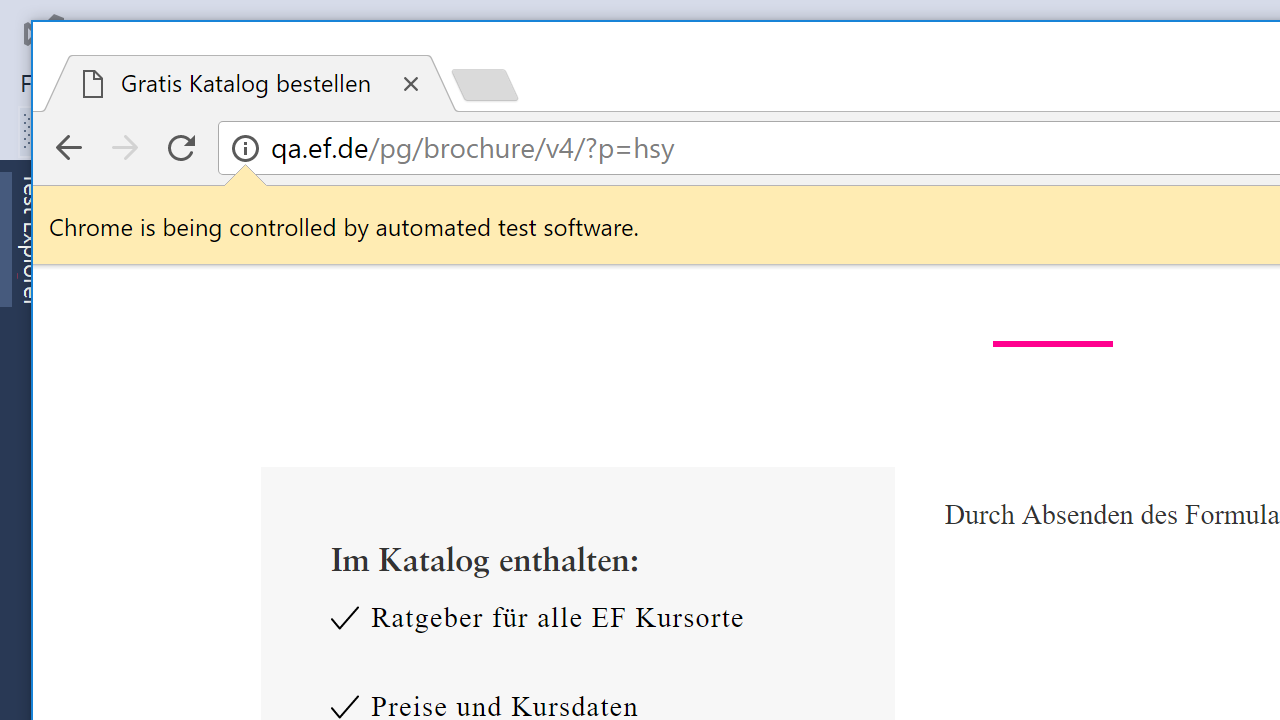 F
Gratis Katalog bestellen
qa.ef.de/pg/brochure/v4/?p=hsy
Test Explorer
Chrome is being controlled by automated test software.
Durch Absenden des Formula
Im Katalog enthalten:
Ratgeber für alle EF Kursorte
Preise und Kursdaten